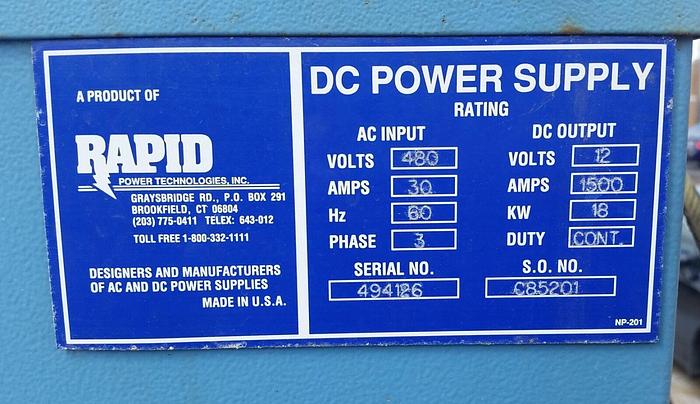 A PRODUCT OF
RAPID
POWER TECHNOLOGIES, INC.
GRAYSBRIDGE RD., P.O. BOX 291
BROOKFIELD, CT 06804
(203) 775-0411 TELEX: 643-012
TOLL FREE 1-800-332-1111
DESIGNERS AND MANUFACTURERS
OF AC AND DC POWER SUPPLIES
MADE IN U.S.A.
DC POWER SUPPLY
RATING
AC INPUT
VOLTS 480
AMPS 30
Hz 60
PHASE 3
SERIAL NO.
494126
DC OUTPUT
VOLTS 12
AMPS 1500
KW 18
DUTY CONT.
S.O. NO.
C85201
NP-201